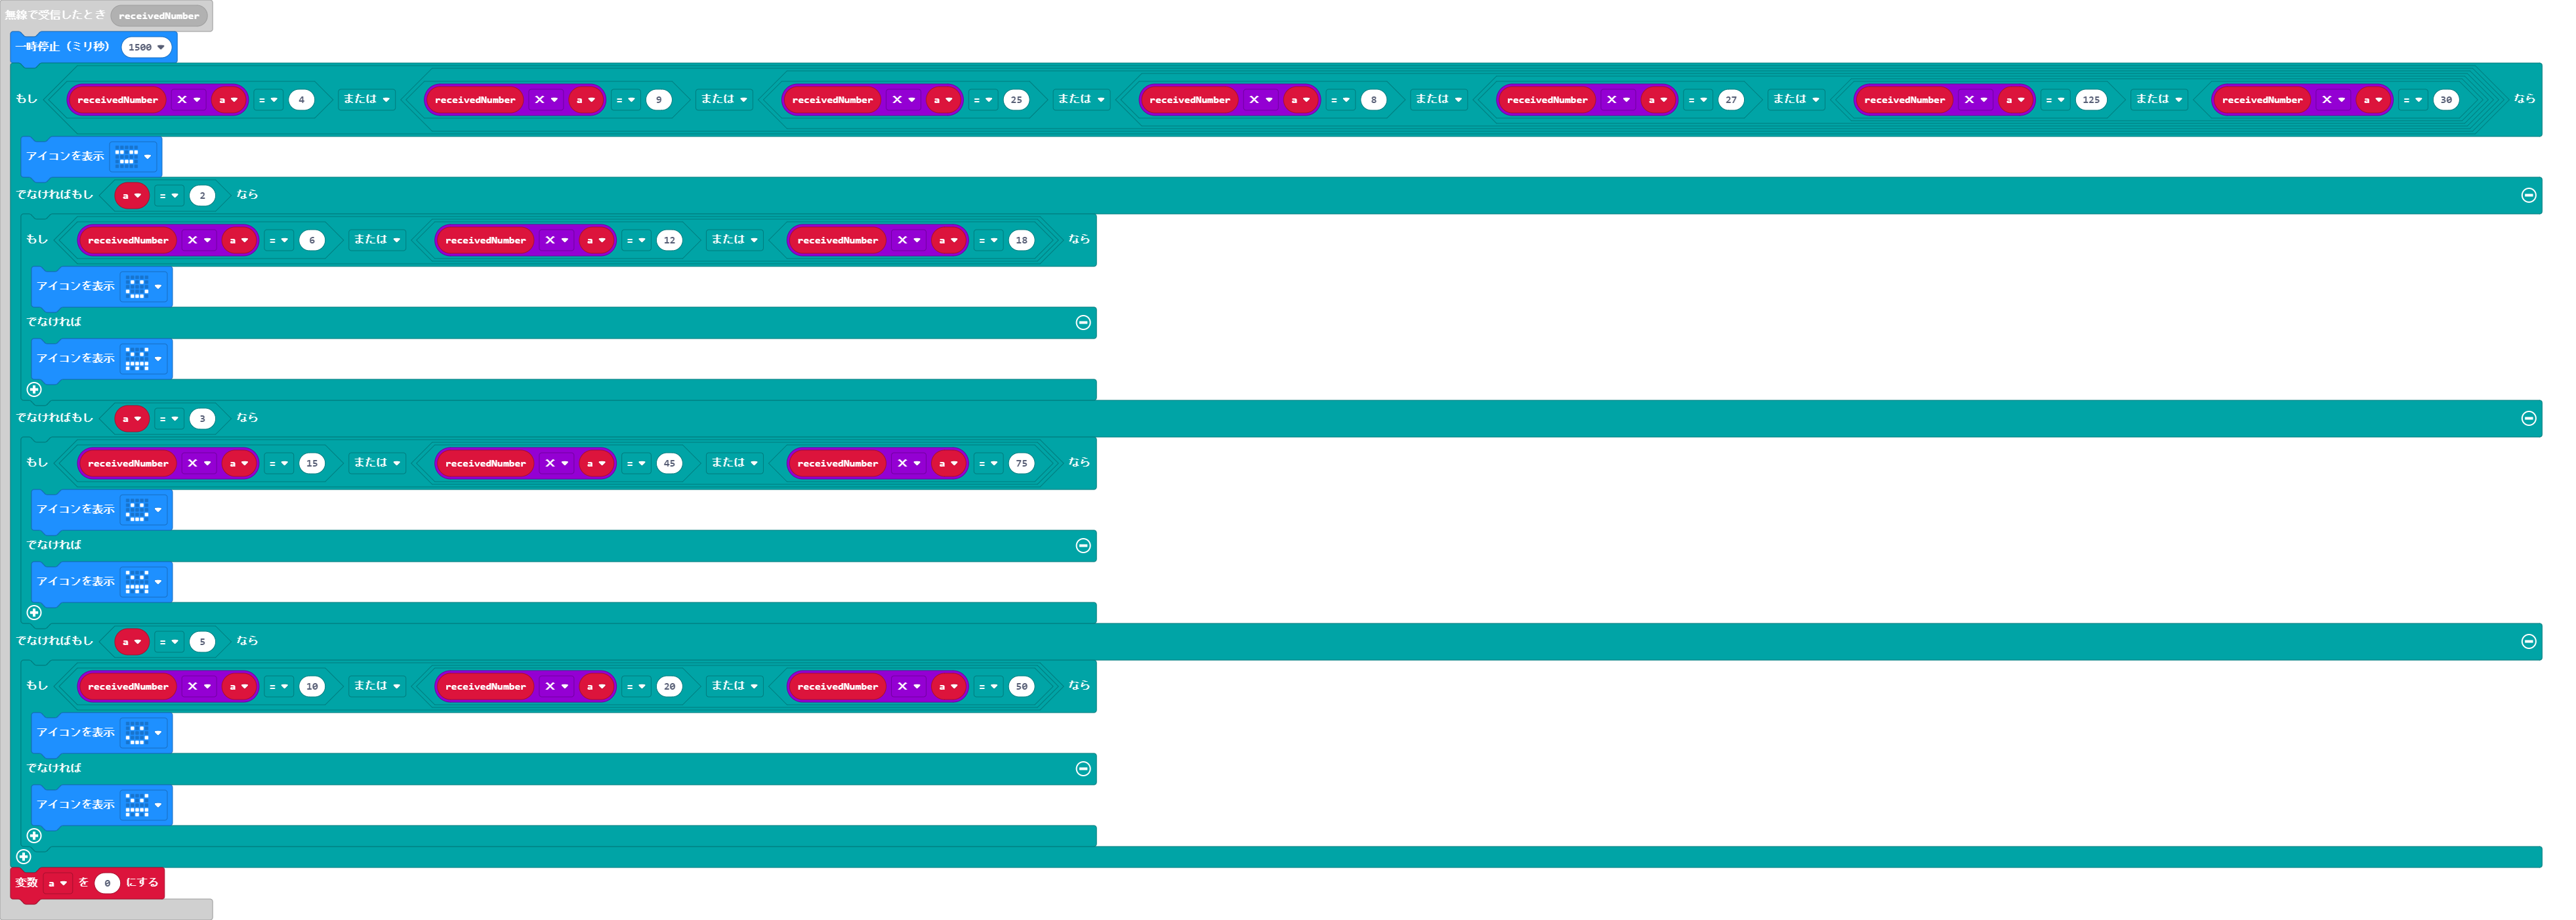 無線で受信したとき receivedNumber
一時停止（ミリ秒） 1500
もし receivedNumber × a = 4 または receivedNumber × a = 9 または receivedNumber × a = 25 または receivedNumber × a = 8 または receivedNumber × a = 27 または receivedNumber × a = 125 または receivedNumber × a = 30 なら
アイコンを表示
でなければもし a = 2 なら
もし receivedNumber × a = 6 または receivedNumber × a = 12 または receivedNumber × a = 18 なら
アイコンを表示
でなければ
アイコンを表示
でなければもし a = 3 なら
もし receivedNumber × a = 15 または receivedNumber × a = 45 または receivedNumber × a = 75 なら
アイコンを表示
でなければ
アイコンを表示
でなければもし a = 5 なら
もし receivedNumber × a = 10 または receivedNumber × a = 20 または receivedNumber × a = 50 なら
アイコンを表示
でなければ
アイコンを表示
変数 a を 0 にする